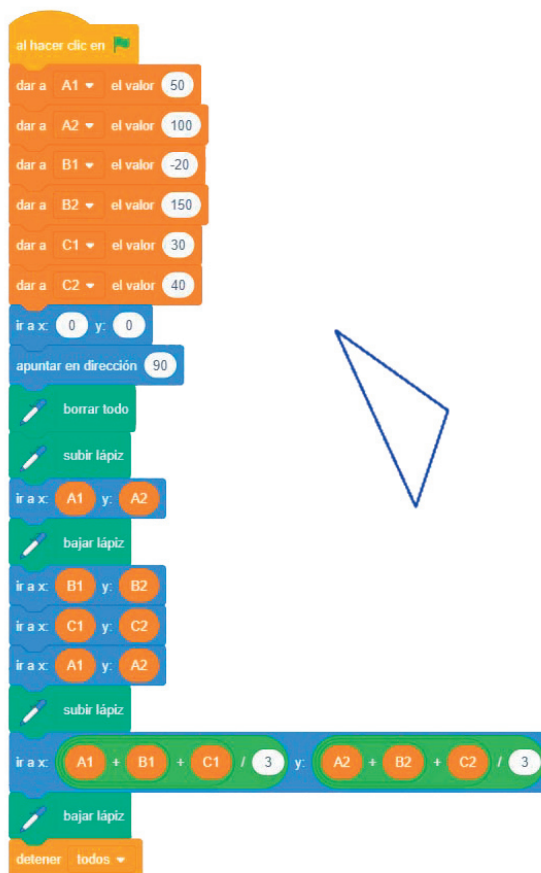 al hacer clic en
dar a A1 el valor 50
dar a A2 el valor 100
dar a B1 el valor -20
dar a B2 el valor 150
dar a C1 el valor 30
dar a C2 el valor 40
ir a x: 0 y: 0
apuntar en dirección 90
borrar todo
subir lápiz
ir a x: A1 y: A2
bajar lápiz
ir a x: B1 y: B2
ir a x: C1 y: C2
ir a x: A1 y: A2
subir lápiz
ir a x: A1 + B1 + C1 / 3 y: A2 + B2 + C2 / 3
bajar lápiz
detener todos